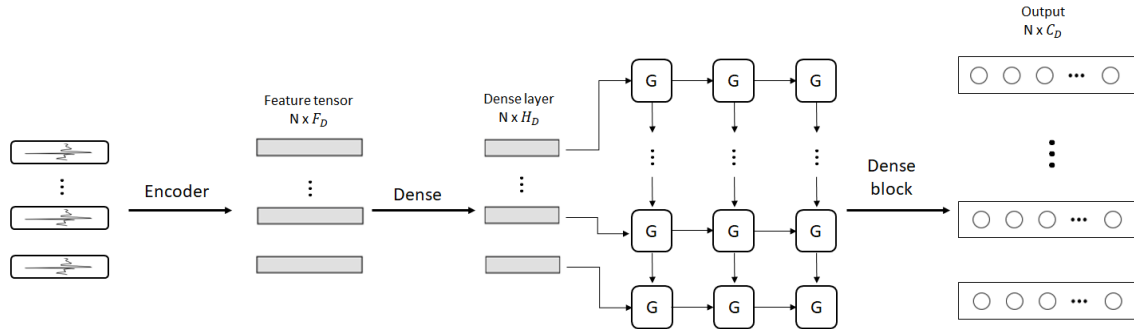 Output
N x C_D
Feature tensor
N x F_D
Dense layer
N x H_D
G G G
Encoder
Dense
Dense
block
G G G
G G G